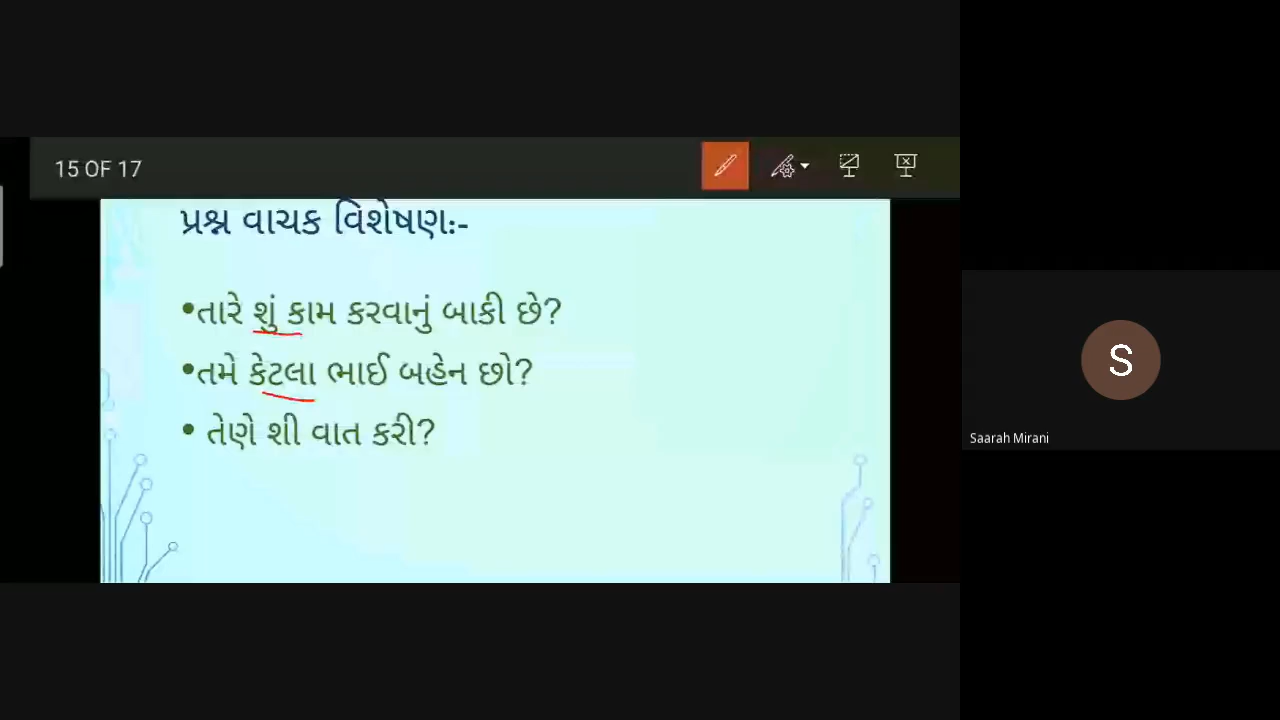 15 OF 17
પ્રશ્ન વાચક વિશેષણઃ-
•તારે શું કામ કરવાનું બાકી છે?
•તમે કેટલા ભાઈ બહેન છો?
• તેણે શી વાત કરી?
S
Saarah Mirani